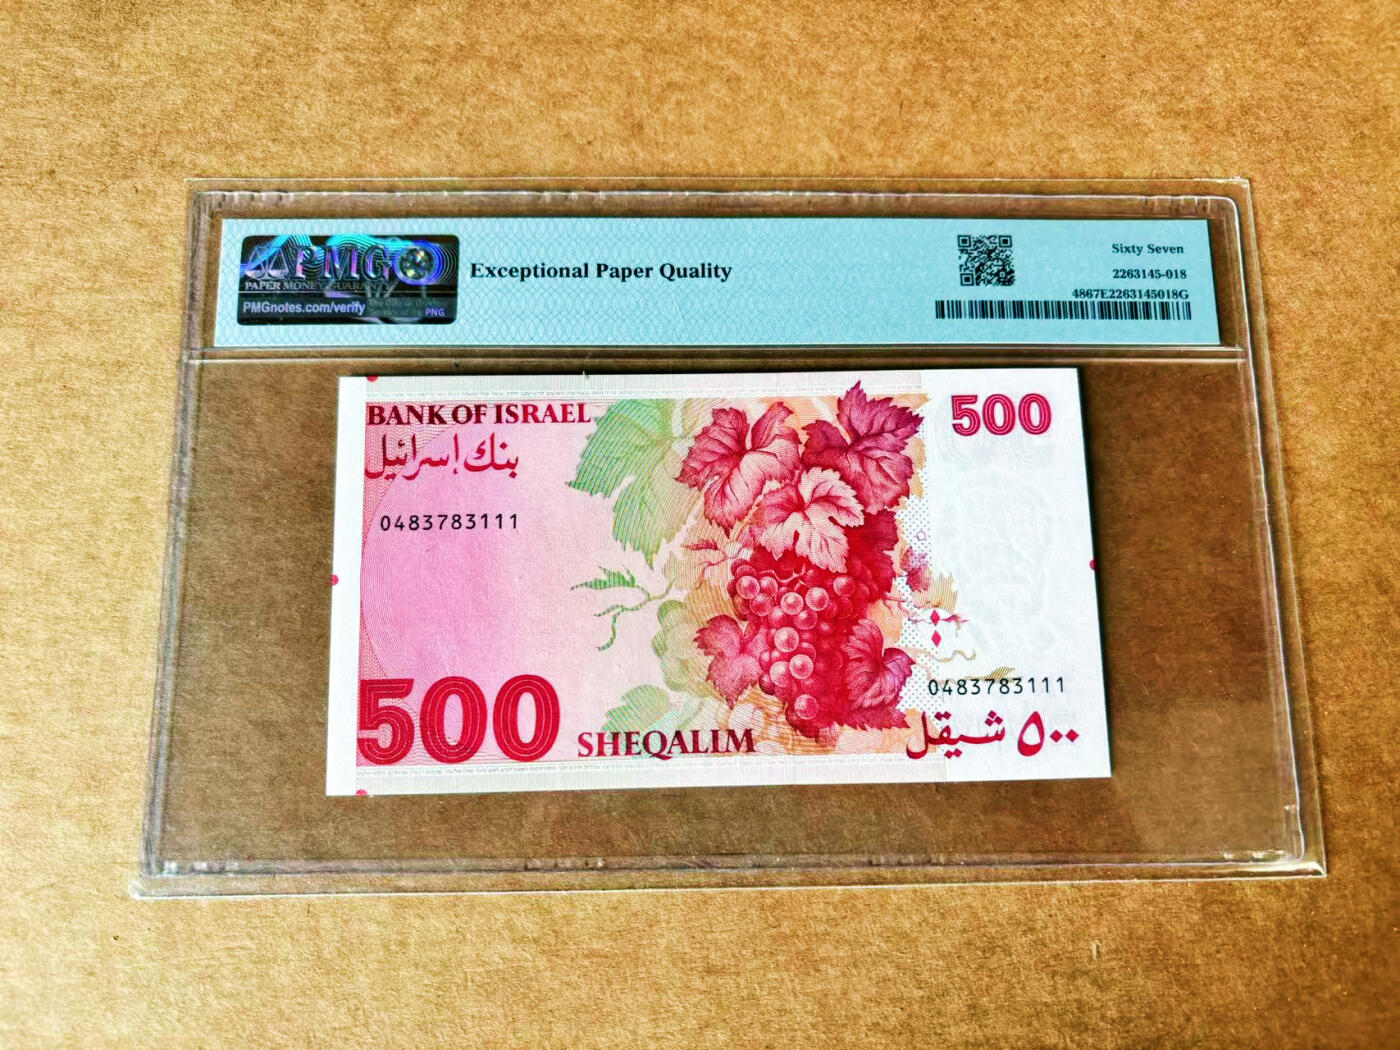 PMG
PAPER MONEY GUARANTY
PMGnotes.com/verify
PNG
Exceptional Paper Quality
Sixty Seven
2263145-018
4867E2263145018G
BANK OF ISRAEL
بنك إسرائيل
500
0483783111
500
SHEQALIM
0483783111
٥٠٠ شيقل